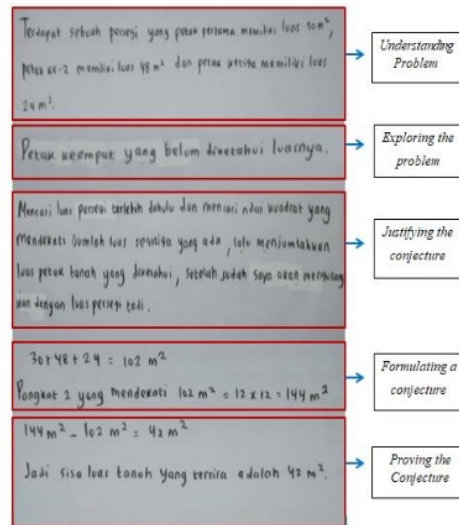 Terdapat sebuah persegi yang petak pertama memiliki luas 30m²,
petak ke-2 memiliki luas 48 m² dan petak ketiga memiliki luas
24 m².
Understanding
Problem
Petak keempat yang belum diketahui luasnya.
Exploring the
problem
Mencari luas persegi terlebih dahulu dan mencari nilai kuadrat yang
mendekati jumlah luas segitiga yang ada, lalu menjumlahkan
luas petak tanah yang diketahui, setelah sudah saya akan mengurang
kan dengan luas persegi tadi.
Justifying the
conjecture
30+48+24 = 102 m²
Pangkat 2 yang mendekati 102 m² = 12 x 12 = 144 m²
Formulating a
conjecture
144 m² - 102 m² = 42 m²
Jadi sisa luas tanah yang tersisa adalah 42 m².
Proving the
Conjecture